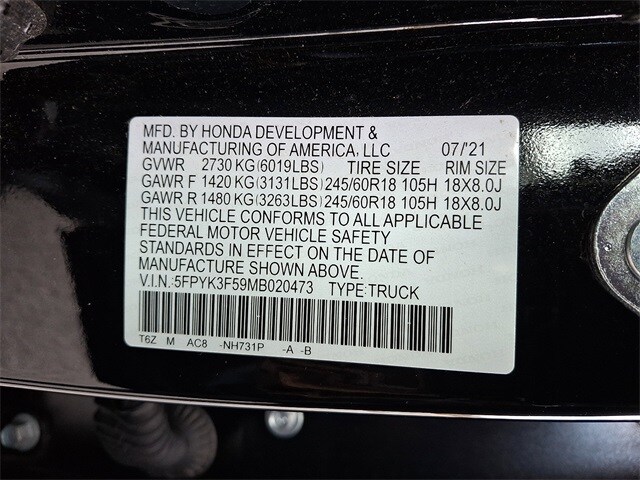 MFD. BY HONDA DEVELOPMENT &
MANUFACTURING OF AMERICA, LLC 07/'21
GVWR 2730 KG(6019LBS) TIRE SIZE RIM SIZE
GAWR F 1420 KG(3131LBS)245/60R18 105H 18X8.0J
GAWR R 1480 KG(3263LBS)245/60R18 105H 18X8.0J
THIS VEHICLE CONFORMS TO ALL APPLICABLE
FEDERAL MOTOR VEHICLE SAFETY
STANDARDS IN EFFECT ON THE DATE OF
MANUFACTURE SHOWN ABOVE.
V.I.N.:5FPYK3F59MB020473 TYPE:TRUCK
T6Z M AC8 -NH731P -A -B